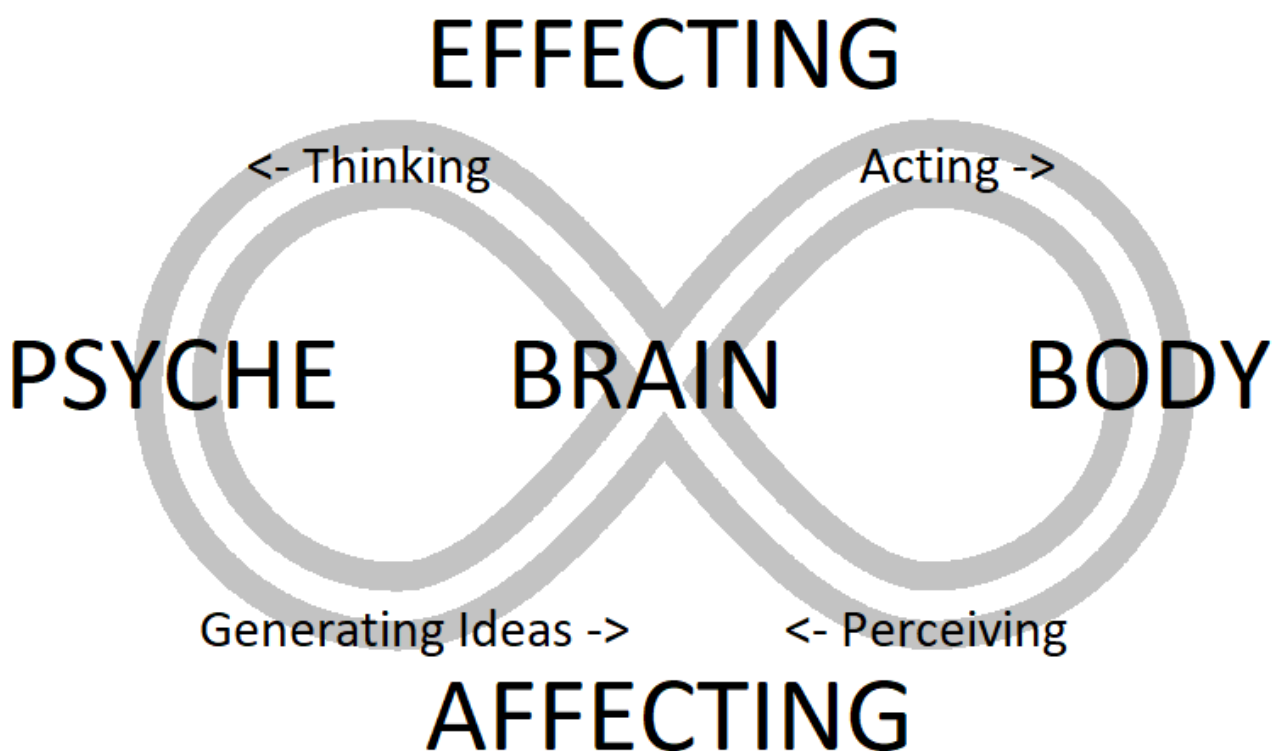 EFFECTING
<- Thinking
Acting ->
PSYCHE
BRAIN
BODY
Generating Ideas ->
<- Perceiving
AFFECTING